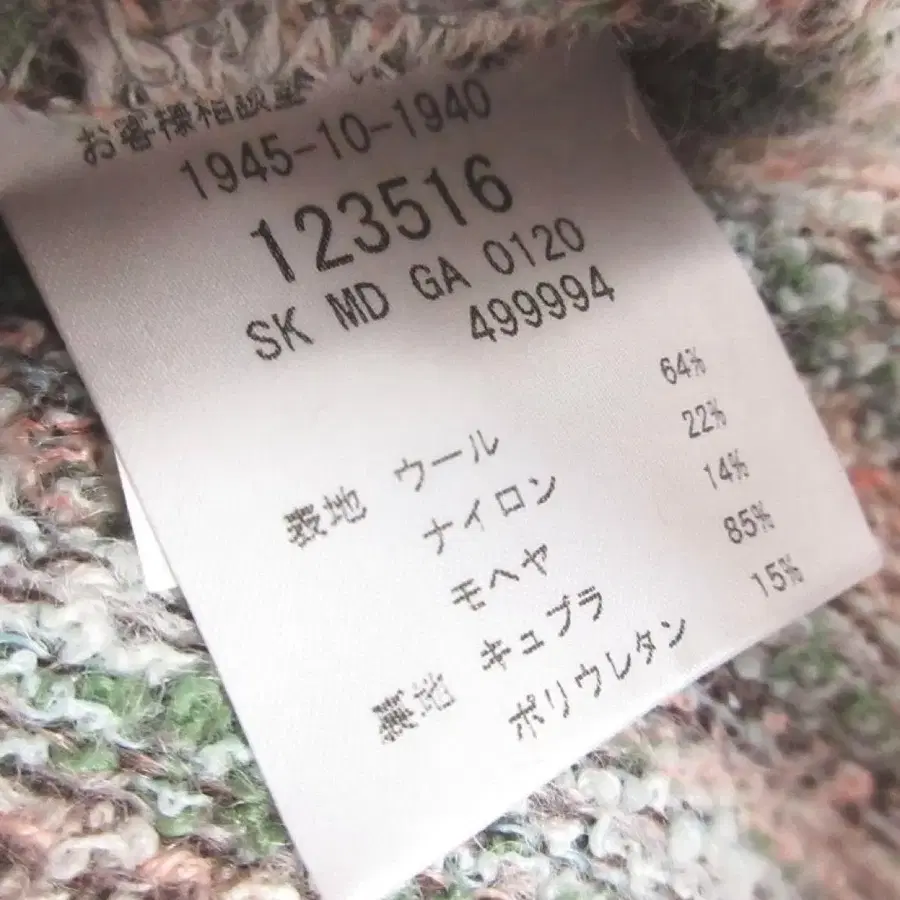 お客様相談室
1945-10-1940
123516
SK MD GA 0120
499994
表地 ウール 64%
ナイロン 22%
モヘヤ 14%
裏地 キュプラ 85%
ポリウレタン 15%